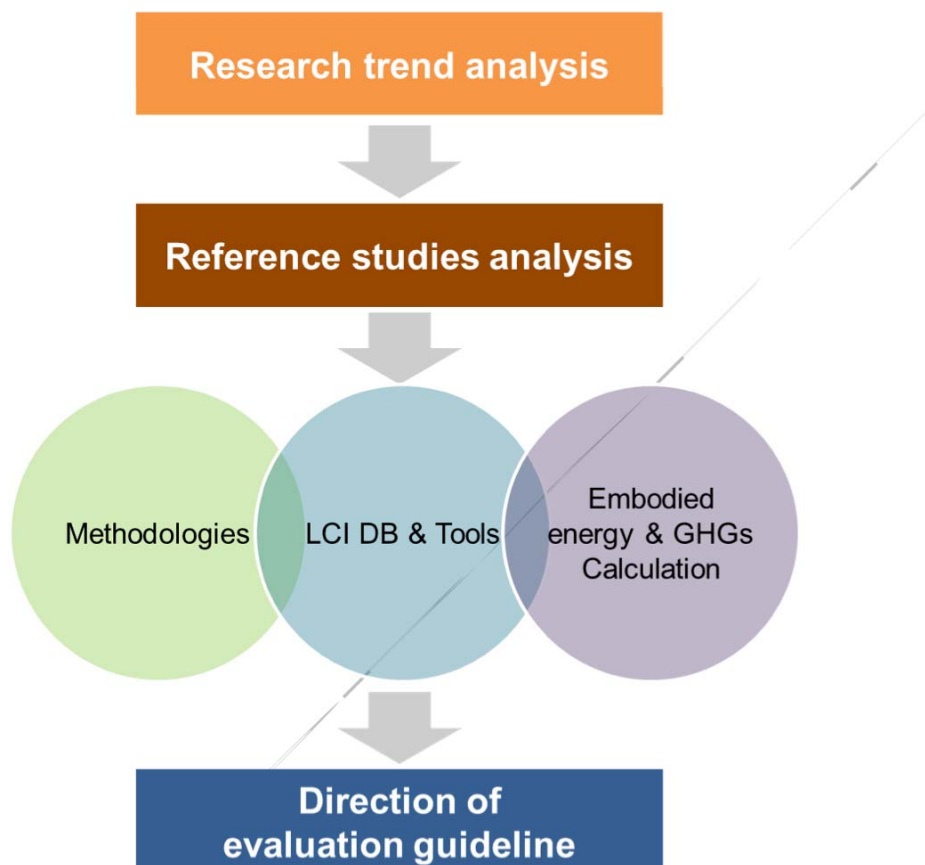 Research trend analysis
Reference studies analysis
Methodologies
LCI DB & Tools
Embodied
energy & GHGs
Calculation
Direction of
evaluation guideline